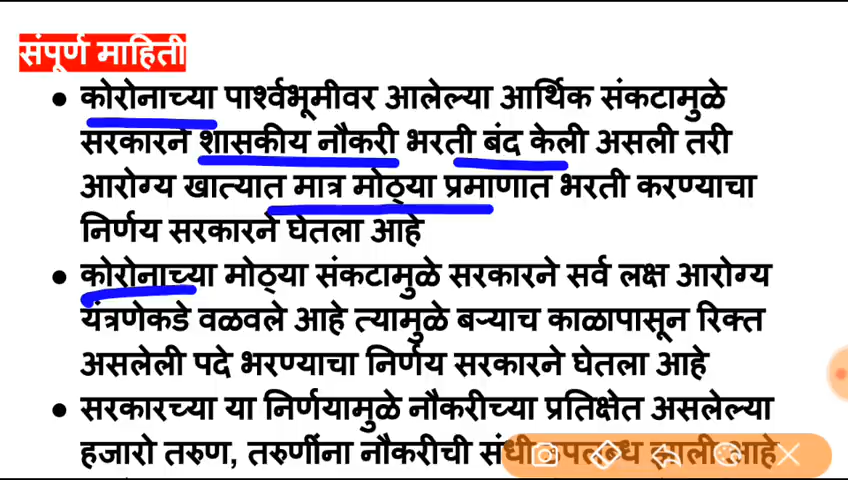 संपूर्ण माहिती
● कोरोनाच्या पार्श्वभूमीवर आलेल्या आर्थिक संकटामुळे
सरकारने शासकीय नौकरी भरती बंद केली असली तरी
आरोग्य खात्यात मात्र मोठ्या प्रमाणात भरती करण्याचा
निर्णय सरकारने घेतला आहे
● कोरोनाच्या मोठ्या संकटामुळे सरकारने सर्व लक्ष आरोग्य
यंत्रणेकडे वळवले आहे त्यामुळे बऱ्याच काळापासून रिक्त
असलेली पदे भरण्याचा निर्णय सरकारने घेतला आहे
● सरकारच्या या निर्णयामुळे नौकरीच्या प्रतिक्षेत असलेल्या
हजारो तरुण, तरुणींना नौकरीची संधी उपलब्ध झाली आहे